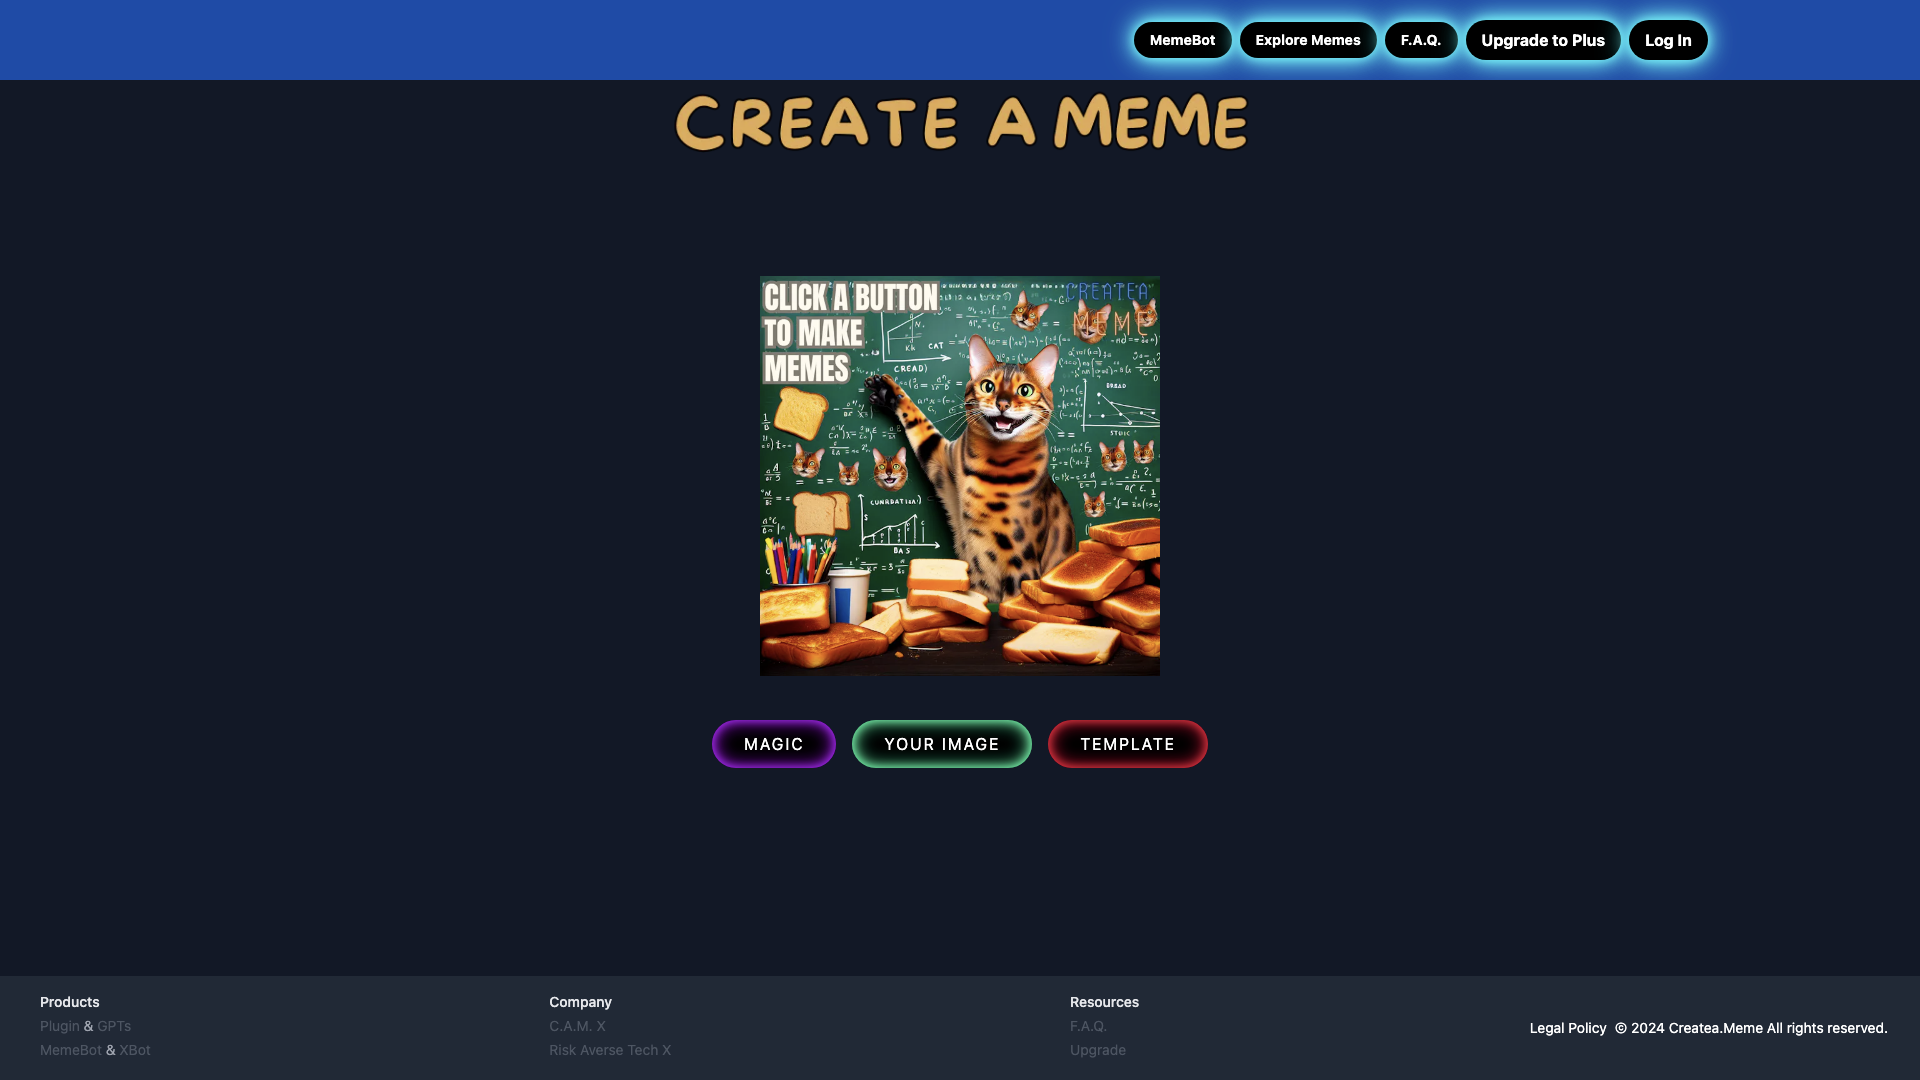 MemeBot
Explore Memes
F.A.Q.
Upgrade to Plus
Log In
CREATE A MEME
CLICK A BUTTON
TO MAKE
MEMES
CREATEA
MEME
CAT
CREAD)
BREAD
STUIC
CUNRDATICA!)
BAS
MAGIC
YOUR IMAGE
TEMPLATE
Products
Plugin & GPTs
MemeBot & XBot
Company
C.A.M. X
Risk Averse Tech X
Resources
F.A.Q.
Upgrade
Legal Policy © 2024 Createa.Meme All rights reserved.